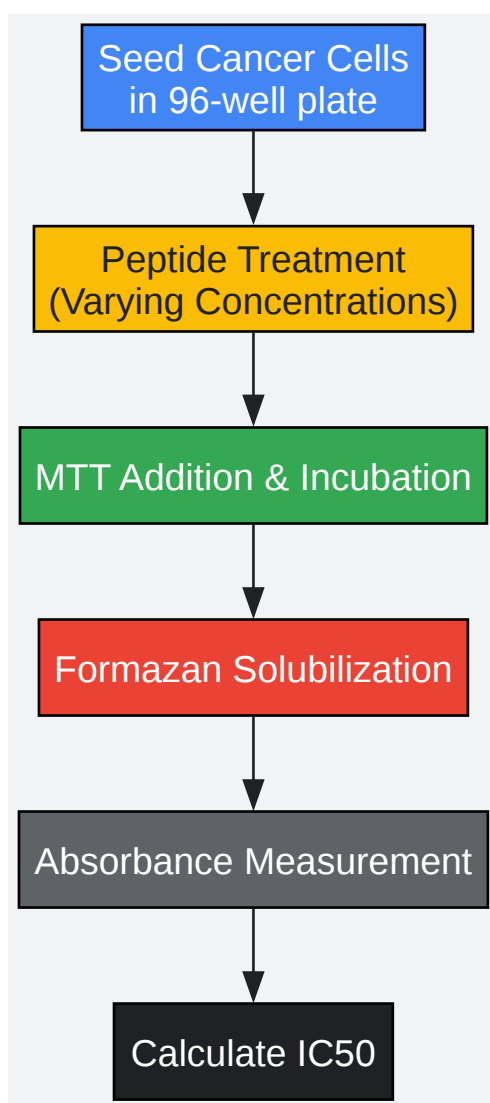 Seed Cancer Cells
in 96-well plate
Peptide Treatment
(Varying Concentrations)
MTT Addition & Incubation
Formazan Solubilization
Absorbance Measurement
Calculate IC50